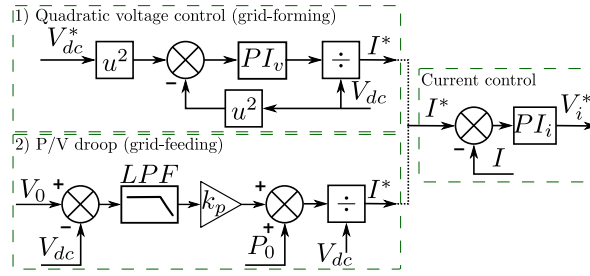 1) Quadratic voltage control (grid-forming)
V*dc
u²
PIv
÷
I*
-
u²
Vdc
Current control
I*
PIi
V*i
-
I
2) P/V droop (grid-feeding)
V0
+
-
Vdc
LPF
kp
+
+
P0
÷
Vdc
I*